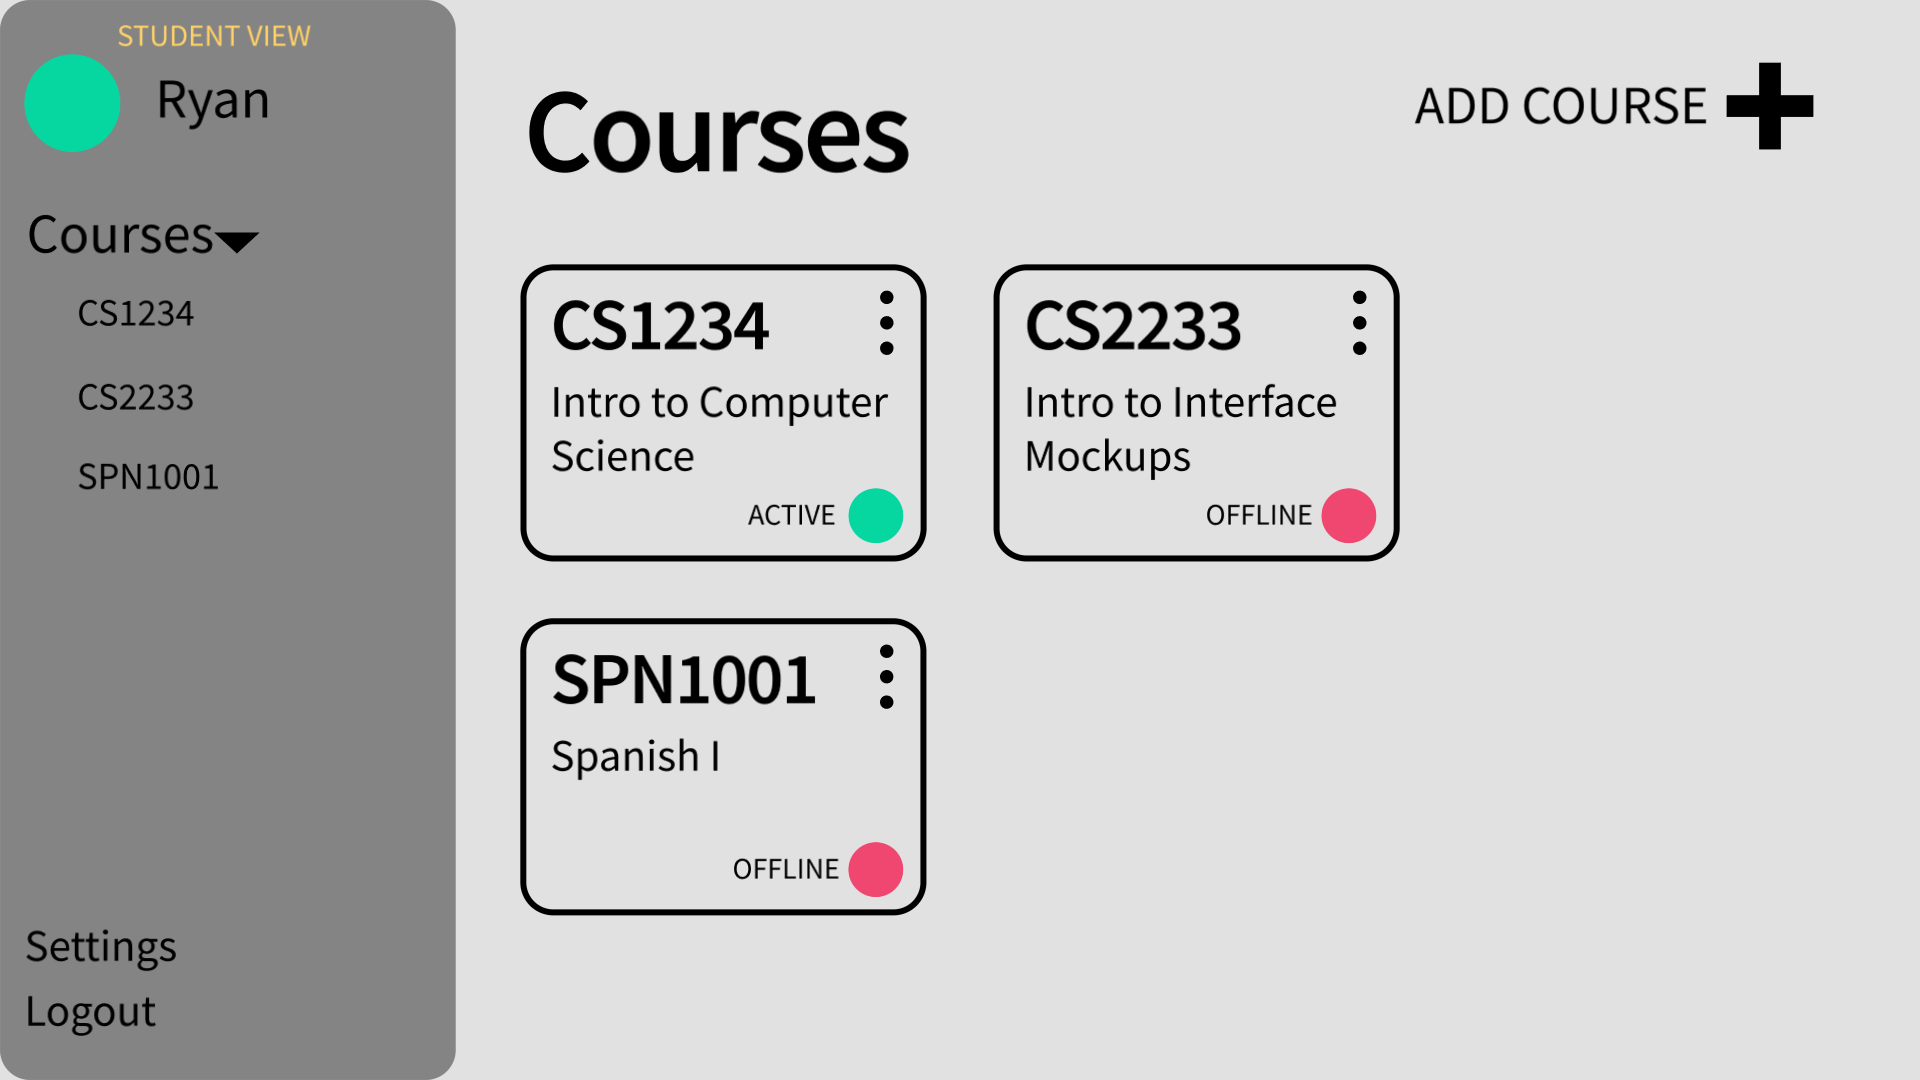 STUDENT VIEW
Ryan
Courses
CS1234
CS2233
SPN1001
Settings
Logout
Courses
ADD COURSE
CS1234
Intro to Computer
Science
ACTIVE
CS2233
Intro to Interface
Mockups
OFFLINE
SPN1001
Spanish I
OFFLINE